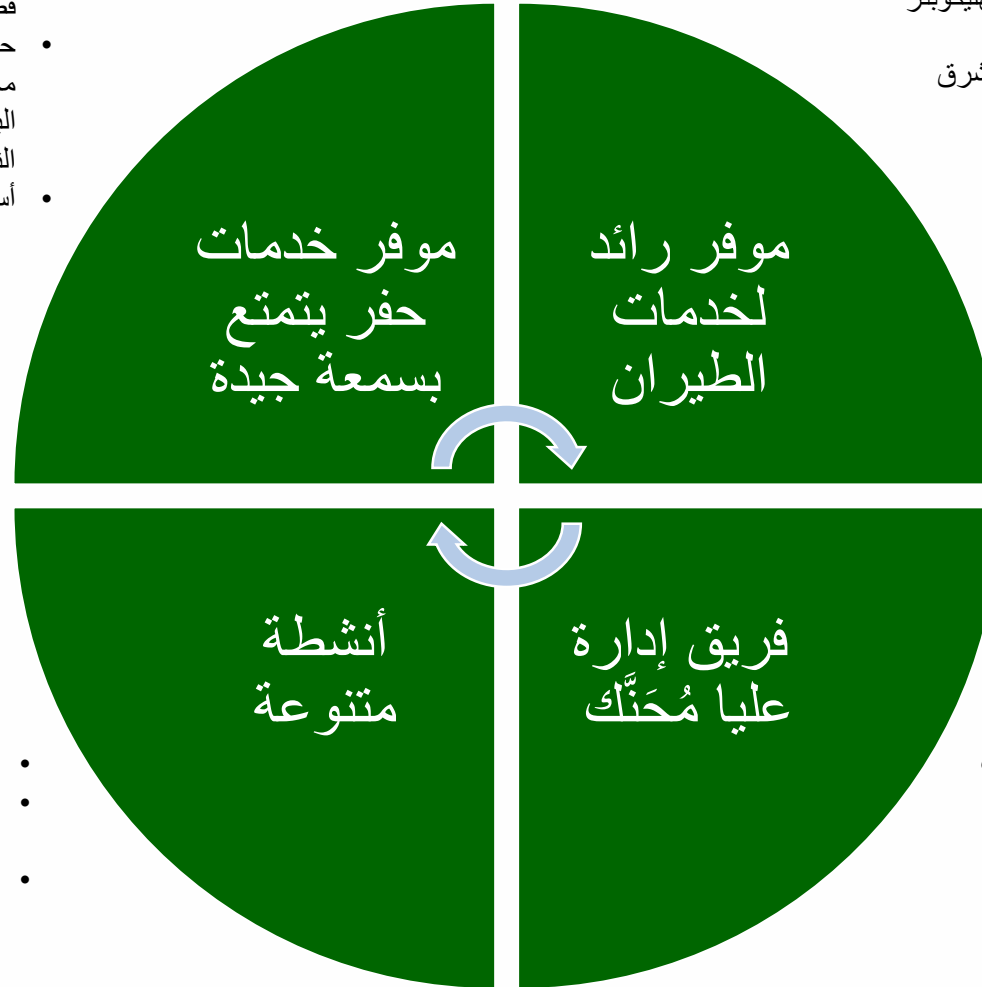 موفر رائد
لخدمات
الطيران
موفر خدمات
حفر يتمتع
بسمعة جيدة
فريق إدارة
عليا مُحَنَّك
أنشطة
متنوعة